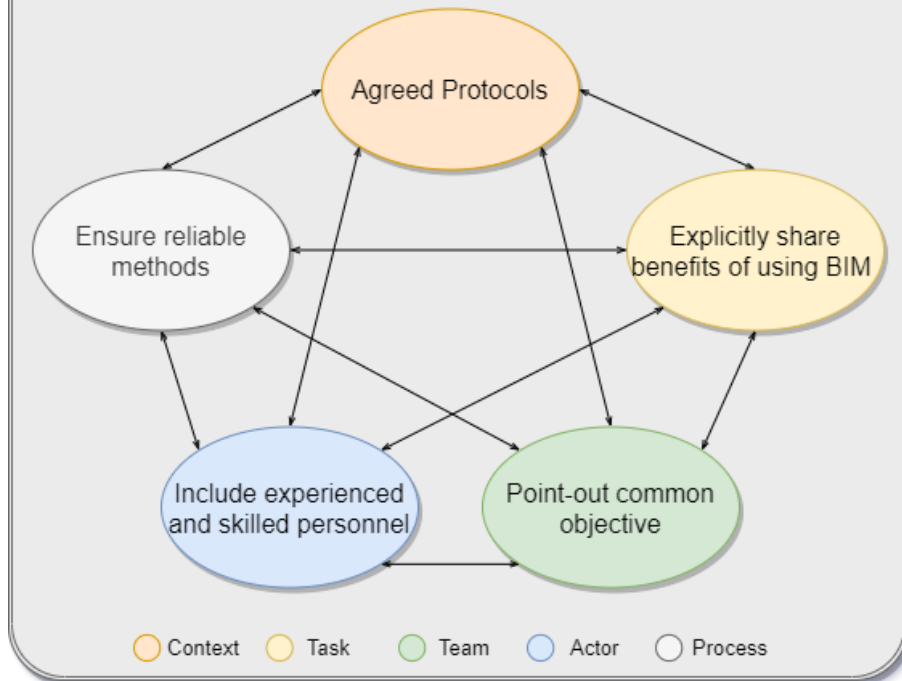 Agreed Protocols
Ensure reliable
methods
Explicitly share
benefits of using BIM
Include experienced
and skilled personnel
Point-out common
objective
Context
Task
Team
Actor
Process